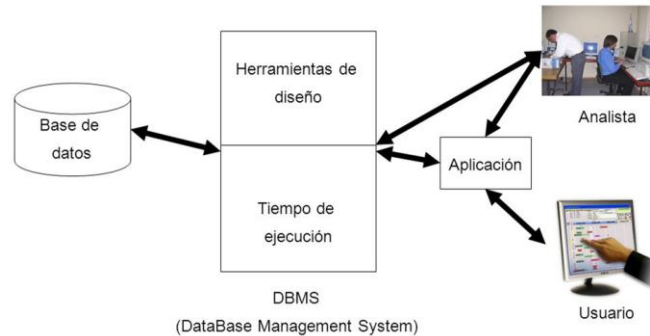 Base de
datos
Herramientas de
diseño
Tiempo de
ejecución
DBMS
(DataBase Management System)
Aplicación
Analista
Usuario